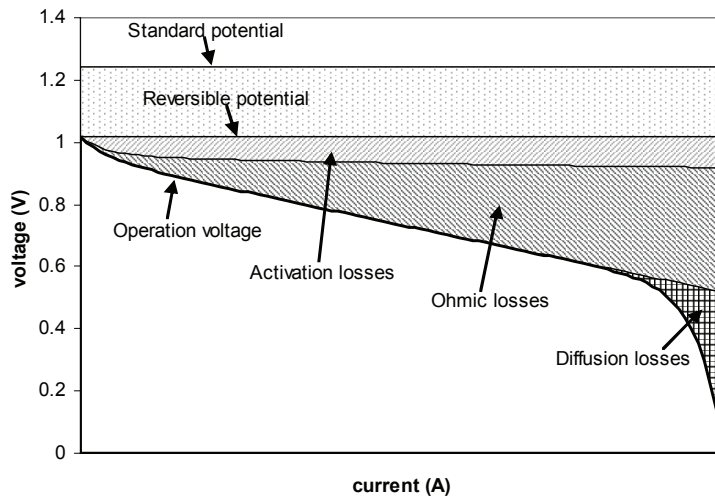 1.4
Standard potential
1.2
Reversible potential
1
0.8
Operation voltage
Activation losses
Ohmic losses
0.6
0.4
Diffusion losses
0.2
0
voltage (V)
current (A)